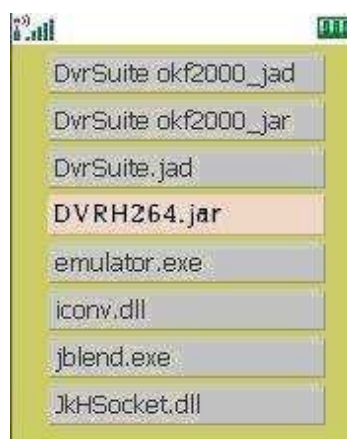 DvrSuite okf2000_jad
DvrSuite okf2000_jar
DvrSuite.jad
DVRH264.jar
emulator.exe
iconv.dll
jblend.exe
JkHSocket.dll